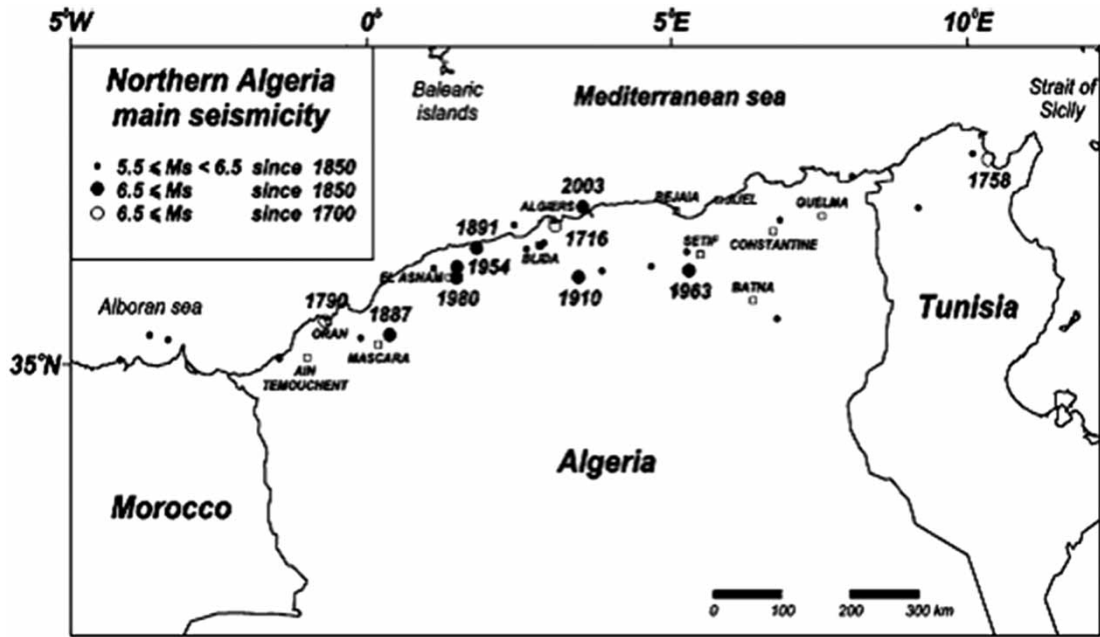 5°W 0° 5°E 10°E
Northern Algeria
main seismicity
5.5 ⩽ Ms < 6.5 since 1850
6.5 ⩽ Ms since 1850
6.5 ⩽ Ms since 1700
Balearic
islands
Mediterranean sea
Strait of
Sicily
1758
2003
ALGIERS
BEJAIA
GUELMA
1891
1716
CONSTANTINE
SETIF
BLIDA
1954
EL ASNAM
1980
1910
1963
BATNA
Alboran sea
1790
1887
ORAN
MASCARA
35°N
AIN
TEMOUCHENT
Tunisia
Algeria
Morocco
0 100 200 300 km